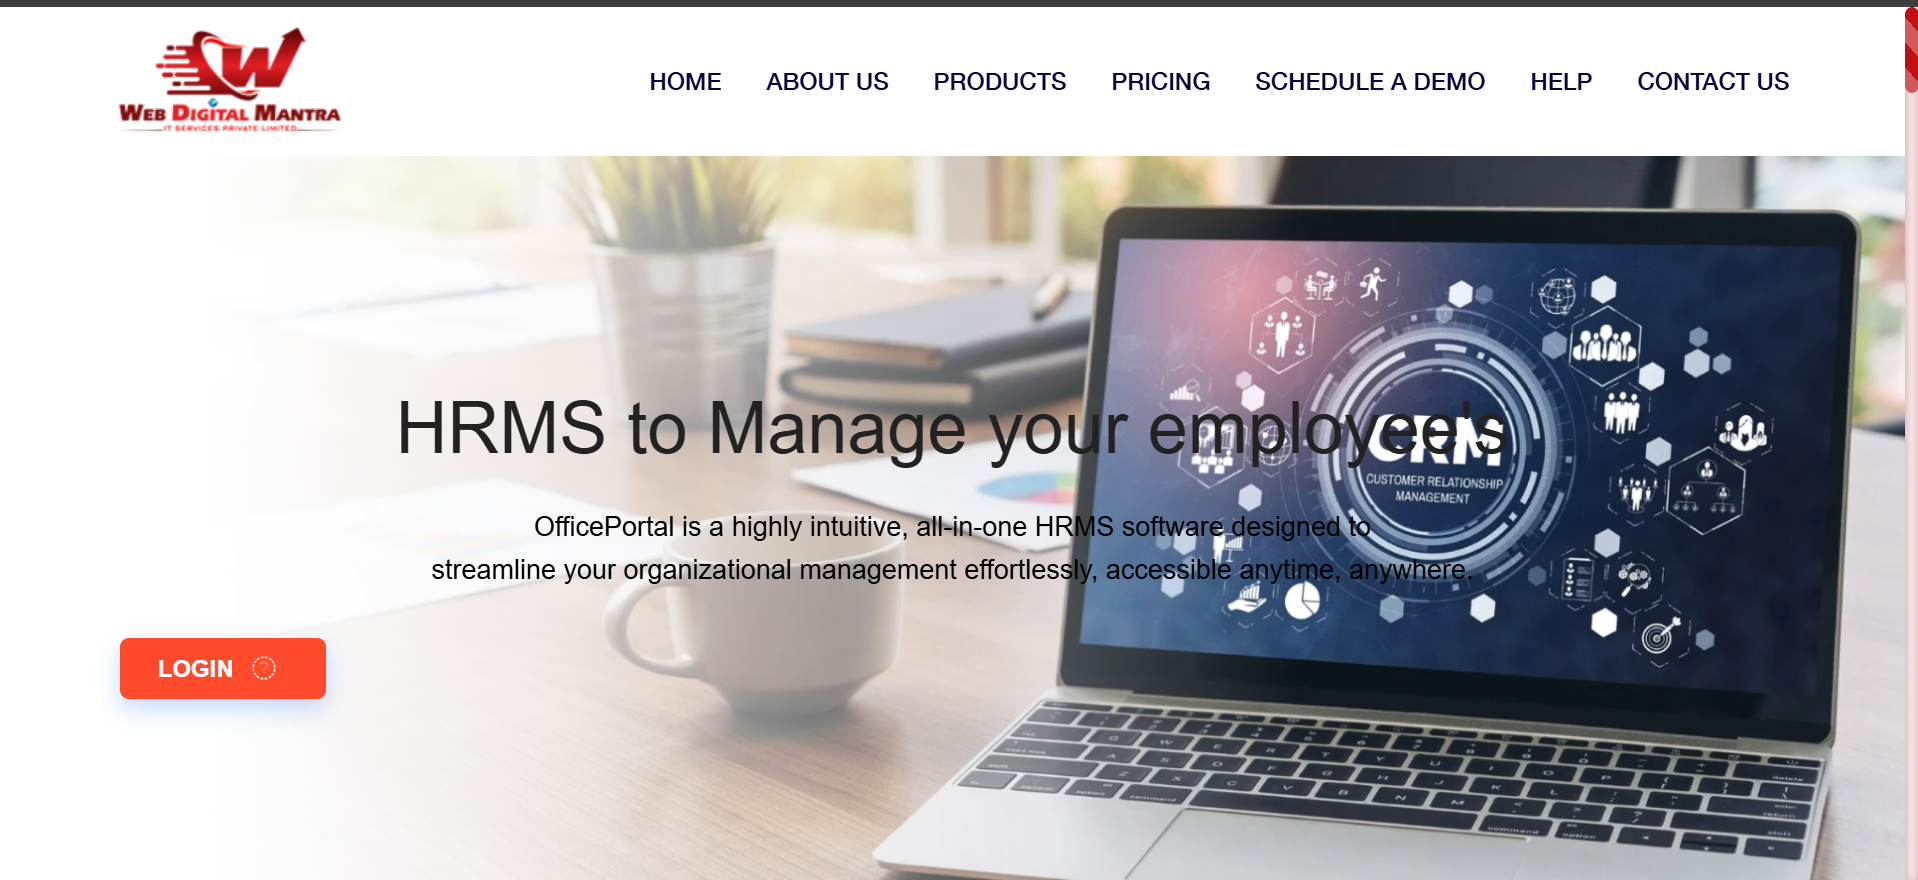 WEB DIGITAL MANTRA
IT SERVICES PRIVATE LIMITED
HOME ABOUT US PRODUCTS PRICING SCHEDULE A DEMO HELP CONTACT US
HRMS to Manage your employee's
CRM
CUSTOMER RELATIONSHIP
MANAGEMENT
OfficePortal is a highly intuitive, all-in-one HRMS software designed to
streamline your organizational management effortlessly, accessible anytime, anywhere.
LOGIN